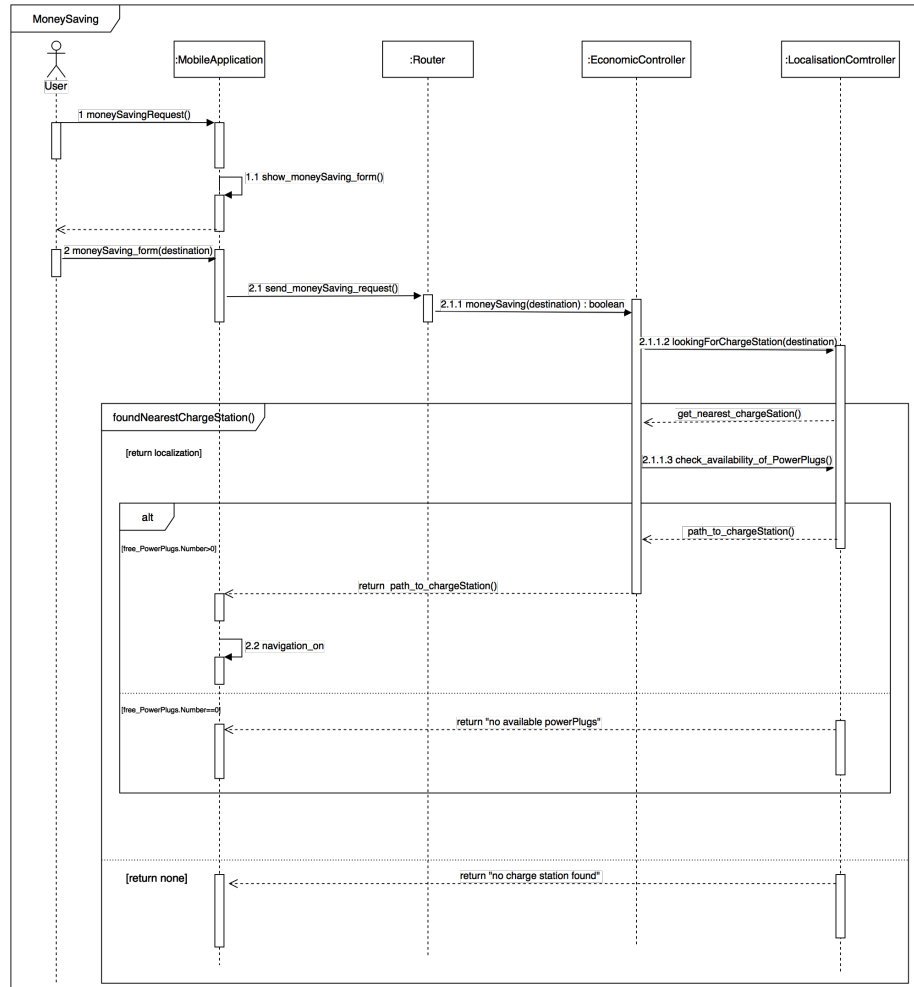 MoneySaving
User
:MobileApplication
:Router
:EconomicController
:LocalisationComtroller
1 moneySavingRequest()
1.1 show_moneySaving_form()
2 moneySaving_form(destination)
2.1 send_moneySaving_request()
2.1.1 moneySaving(destination) : boolean
2.1.1.2 lookingForChargeStation(destination)
foundNearestChargeStation()
get_nearest_chargeSation()
[return localization]
2.1.1.3 check_availability_of_PowerPlugs()
alt
path_to_chargeStation()
[free_PowerPlugs.Number>0]
return path_to_chargeStation()
2.2 navigation_on
[free_PowerPlugs.Number==0]
return "no available powerPlugs"
[return none]
return "no charge station found"